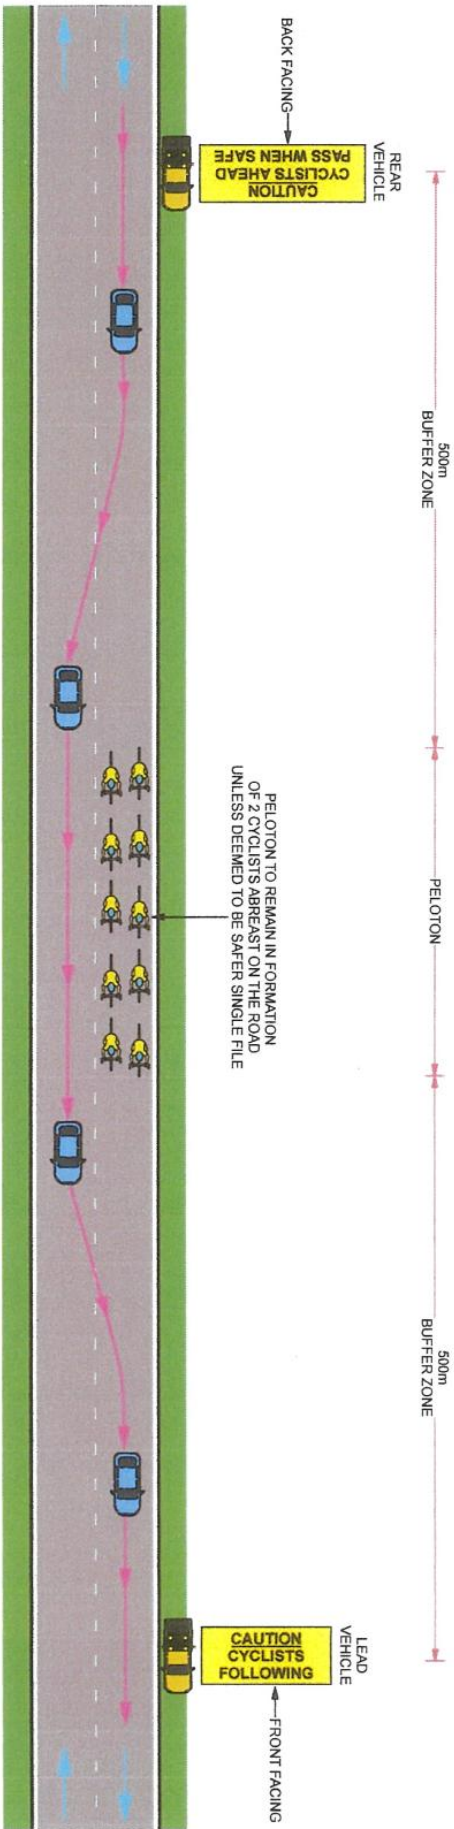 BACK FACING
CAUTION
CYCLISTS AHEAD
PASS WHEN SAFE
REAR
VEHICLE
500m
BUFFER ZONE
PELOTON TO REMAIN IN FORMATION
OF 2 CYCLISTS ABREAST ON THE ROAD
UNLESS DEEMED TO BE SAFER SINGLE FILE
PELOTON
500m
BUFFER ZONE
CAUTION
CYCLISTS
FOLLOWING
LEAD
VEHICLE
FRONT FACING